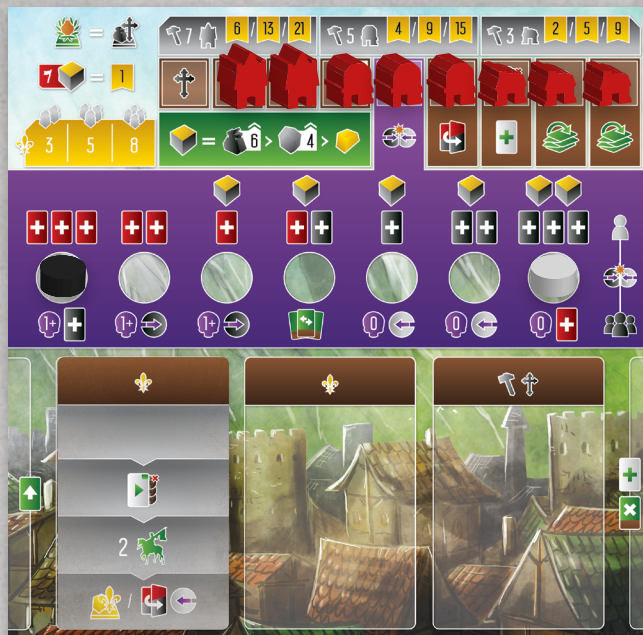 = 7 6 / 13 / 21 5 4 / 9 / 15 3 2 / 5 / 9
7 = 1
3 5 8 = 6 > 4 >
+ + + + + + + + + + + + + + +
1+ + 1+ 1+ 0 0 0 +
+
2
/